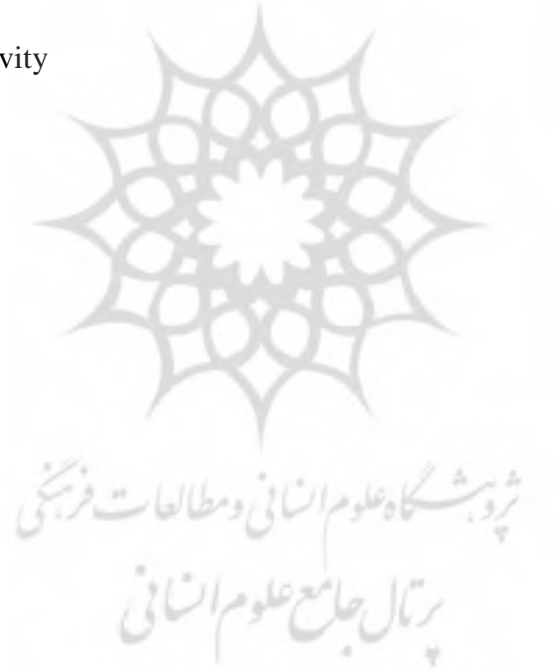 vity
پژوهشگاه علوم انسانی و مطالعات فرهنگی
پرتال جامع علوم انسانی